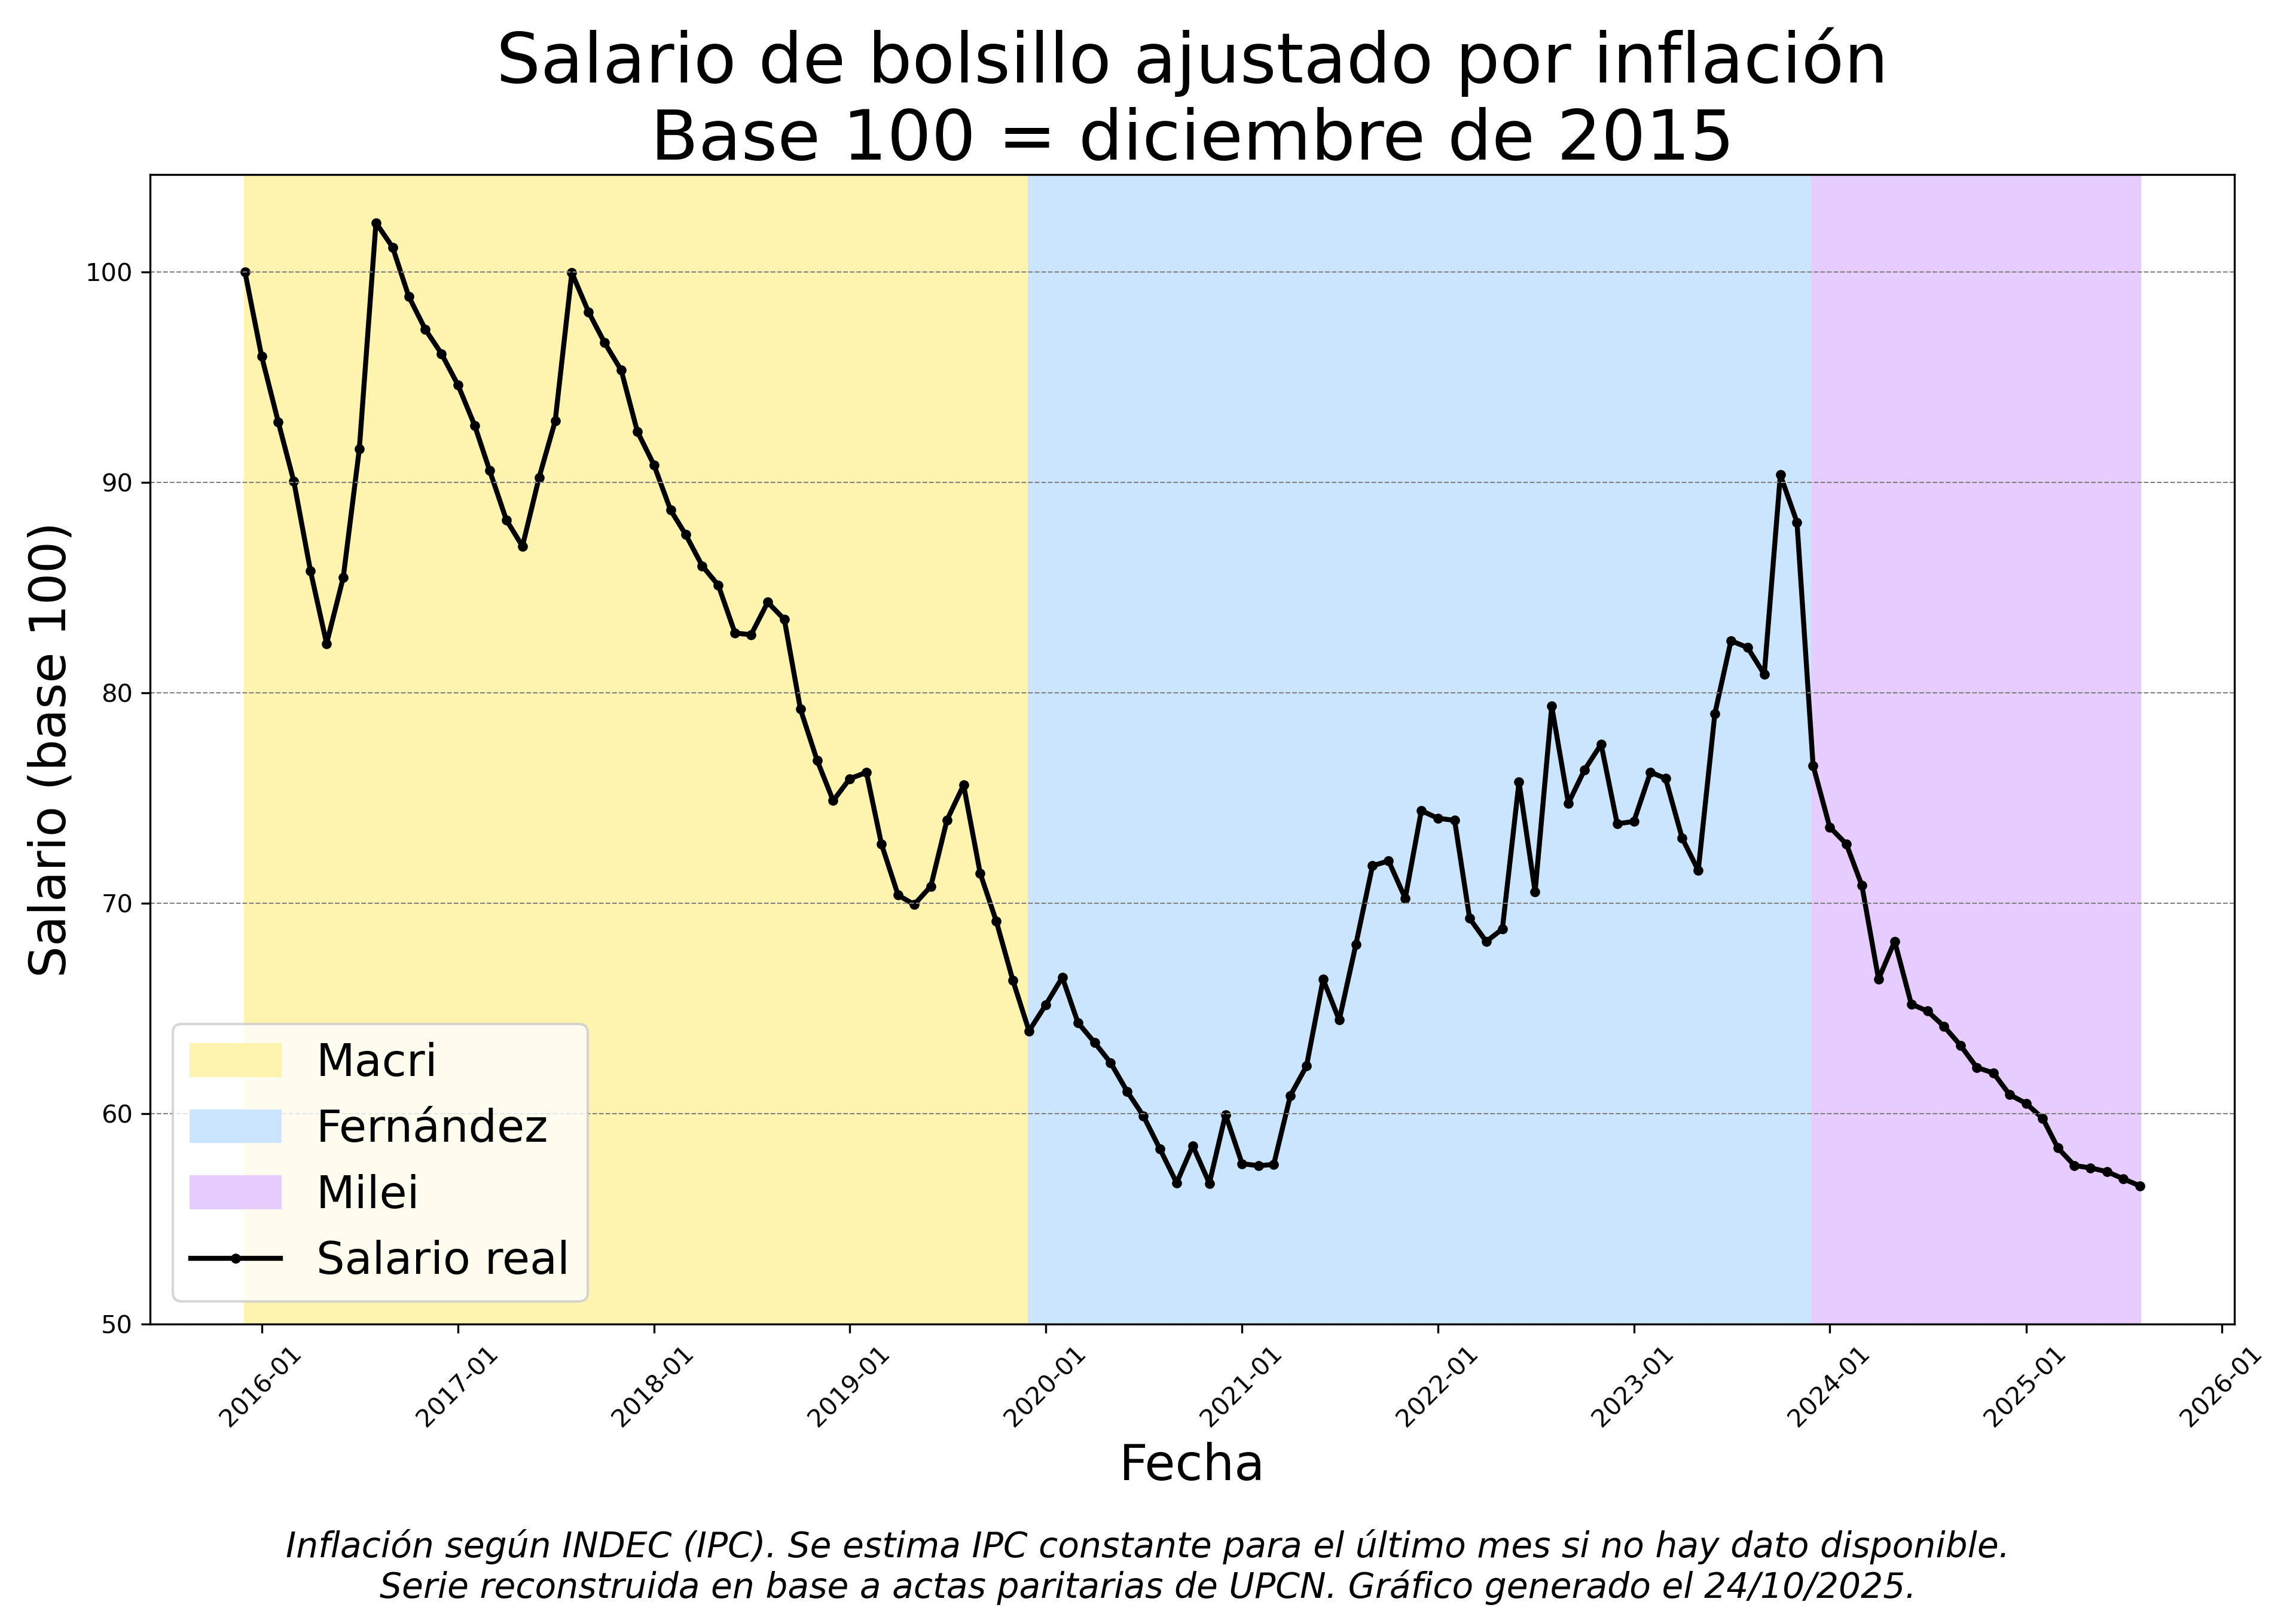 Salario de bolsillo ajustado por inflación
Base 100 = diciembre de 2015
Salario (base 100)
100
90
80
70
60
50
Macri
Fernández
Milei
Salario real
2016-01
2017-01
2018-01
2019-01
2020-01
2021-01
2022-01
2023-01
2024-01
2025-01
2026-01
Fecha
Inflación según INDEC (IPC). Se estima IPC constante para el último mes si no hay dato disponible.
Serie reconstruida en base a actas paritarias de UPCN. Gráfico generado el 24/10/2025.